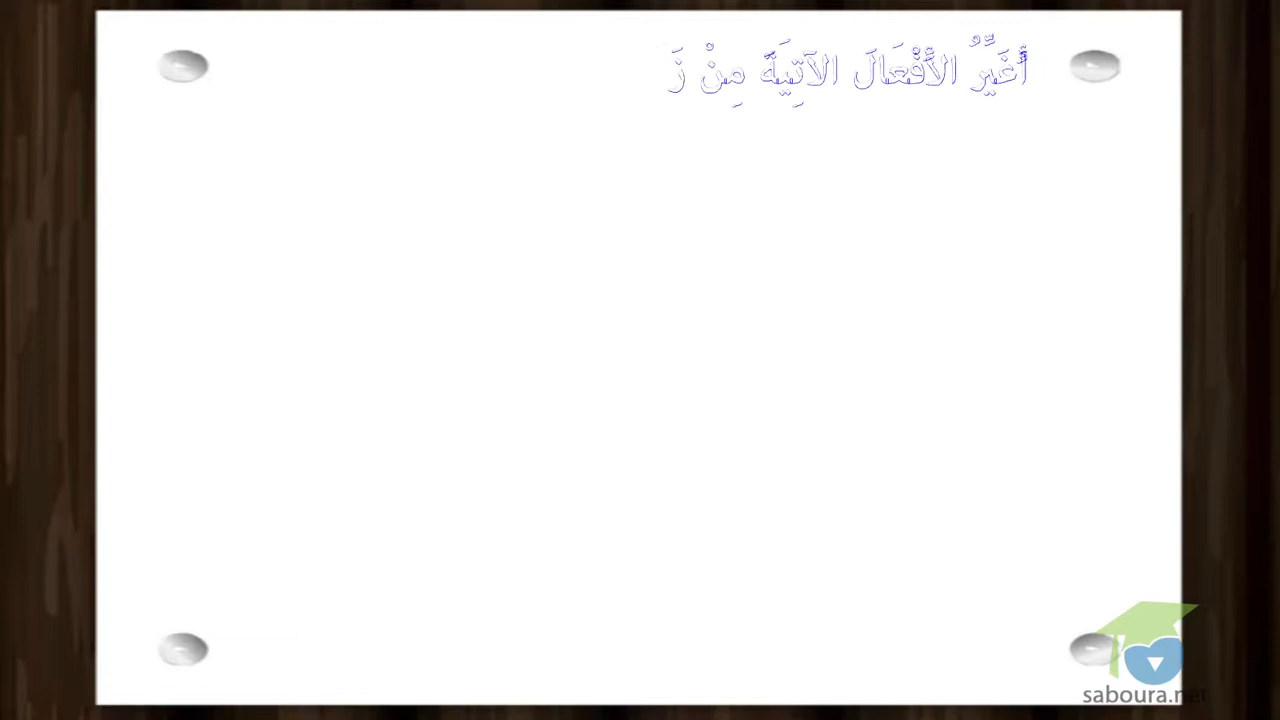 أُغَيِّرُ الأَفْعَالَ الآتِيَةَ مِنْ زَ
saboura.net